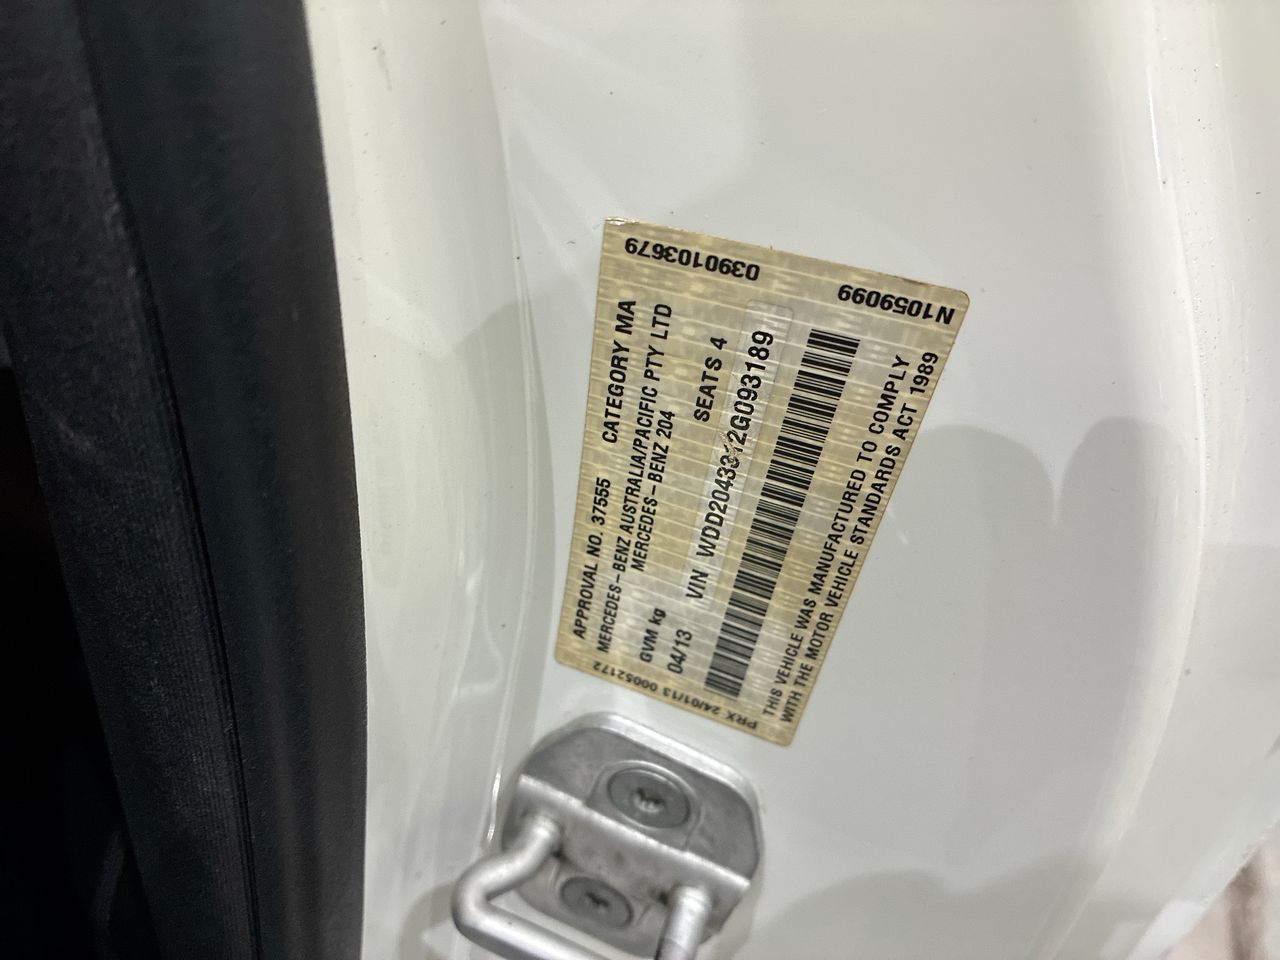 APPROVAL NO. 37555 CATEGORY MA
MERCEDES-BENZ AUSTRALIA/PACIFIC PTY LTD
MERCEDES-BENZ 204
GVM kg SEATS 4
04/13 VIN WDD2043312G093189
THIS VEHICLE WAS MANUFACTURED TO COMPLY
WITH THE MOTOR VEHICLE STANDARDS ACT 1989
0390103679
N1059099
PRX 24/01/13 00052172